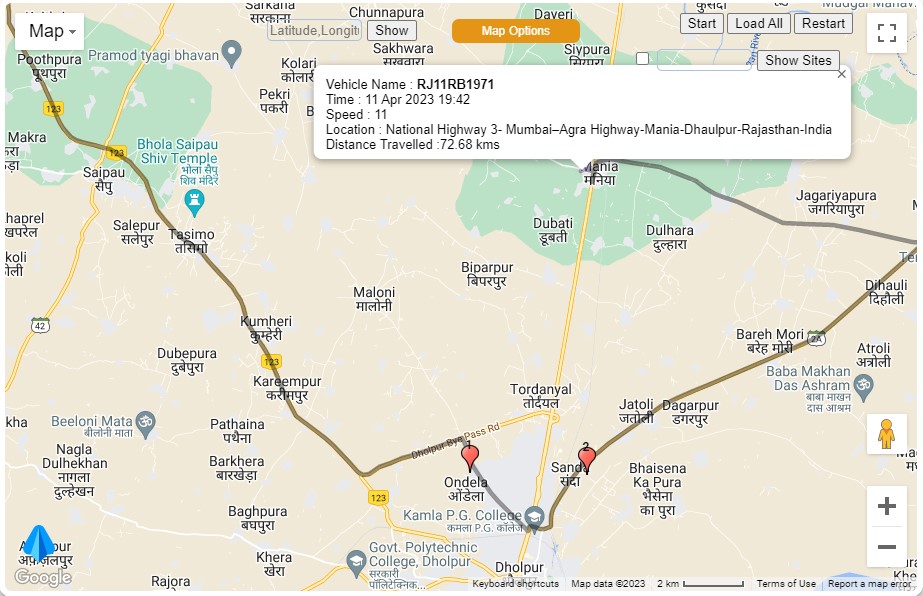 Sarkana
सरकाना
Chunnapura
Daveri
Mudgal Mahav
Map
Latitude,Longit
Show
Map Options
Start
Load All
Restart
Poothpura
पूथपुरा
Pramod tyagi bhavan
Sakhwara
सखवारा
Siypura
सियपुरा
Show Sites
Kolari
कोलारी
Pekri
पकरी
123
Vehicle Name : RJ11RB1971
Time : 11 Apr 2023 19:42
Speed : 11
Location : National Highway 3- Mumbai–Agra Highway-Mania-Dhaulpur-Rajasthan-India
Distance Travelled :72.68 kms
Makra
123
Bhola Saipau
Shiv Temple
भोला सैपु
शिव मंदिर
Saipau
सैपु
Mania
मनिया
Jagariyapura
जगरियापुरा
Salepur
सलेपुर
Tasimo
तसिमो
Dubati
डूबती
Dulhara
दुल्हारा
Biparpur
बिपरपुर
Maloni
मालोनी
Dihauli
दिहौली
42
Kumheri
कुम्हेरी
Bareh Mori
बारेह मोरी
2A
Dubepura
दुबेपुरा
123
Atroli
अत्रोली
Kareempur
करीमपुर
Baba Makhan
Das Ashram
बाबा माखन
दास आश्रम
Tordanyal
तोर्दयल
Jatoli
जतोली
Dagarpur
डगरपुर
Beeloni Mata
बीलोनी माता
Pathaina
पथैना
Dholpur Bye Pass Rd
1
2
Nagla
Dulhekhan
नागला
दुल्हेखन
Barkhera
बारखेड़ा
Ondela
ओंडेला
Sanda
संदा
Bhaisena
Ka Pura
भैसेना
का पुरा
123
Baghpura
बघपुरा
Kamla P.G. College
कमला P.G. कॉलेज
Khera
खेरा
Govt. Polytechnic
College, Dholpur
सरकारी
पॉलिटेक्निक...
Dholpur
Rajora
Google
Keyboard shortcuts
Map data ©2023
2 km
Terms of Use
Report a map error